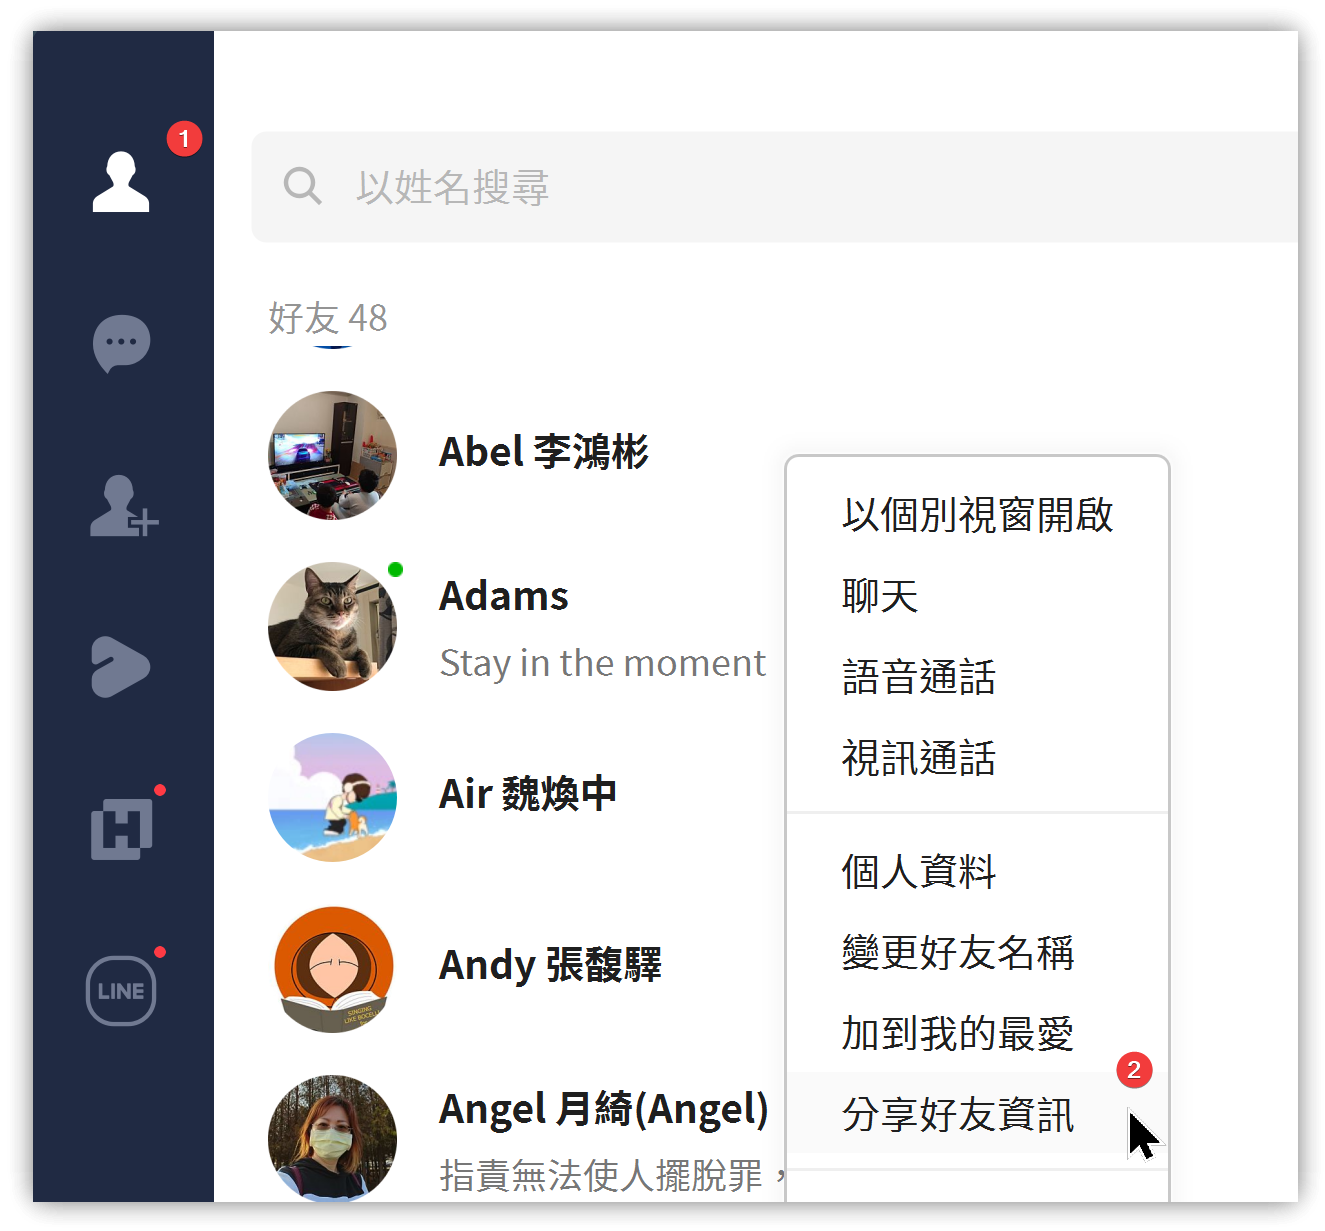 1
以姓名搜尋
好友 48
Abel 李鴻彬
Adams
Stay in the moment
Air 魏煥中
Andy 張馥驛
SINGING
LIKE BOCELLI
Angel 月綺(Angel)
指責無法使人擺脫罪，
以個別視窗開啟
聊天
語音通話
視訊通話
個人資料
變更好友名稱
加到我的最愛
2
分享好友資訊
H
LINE